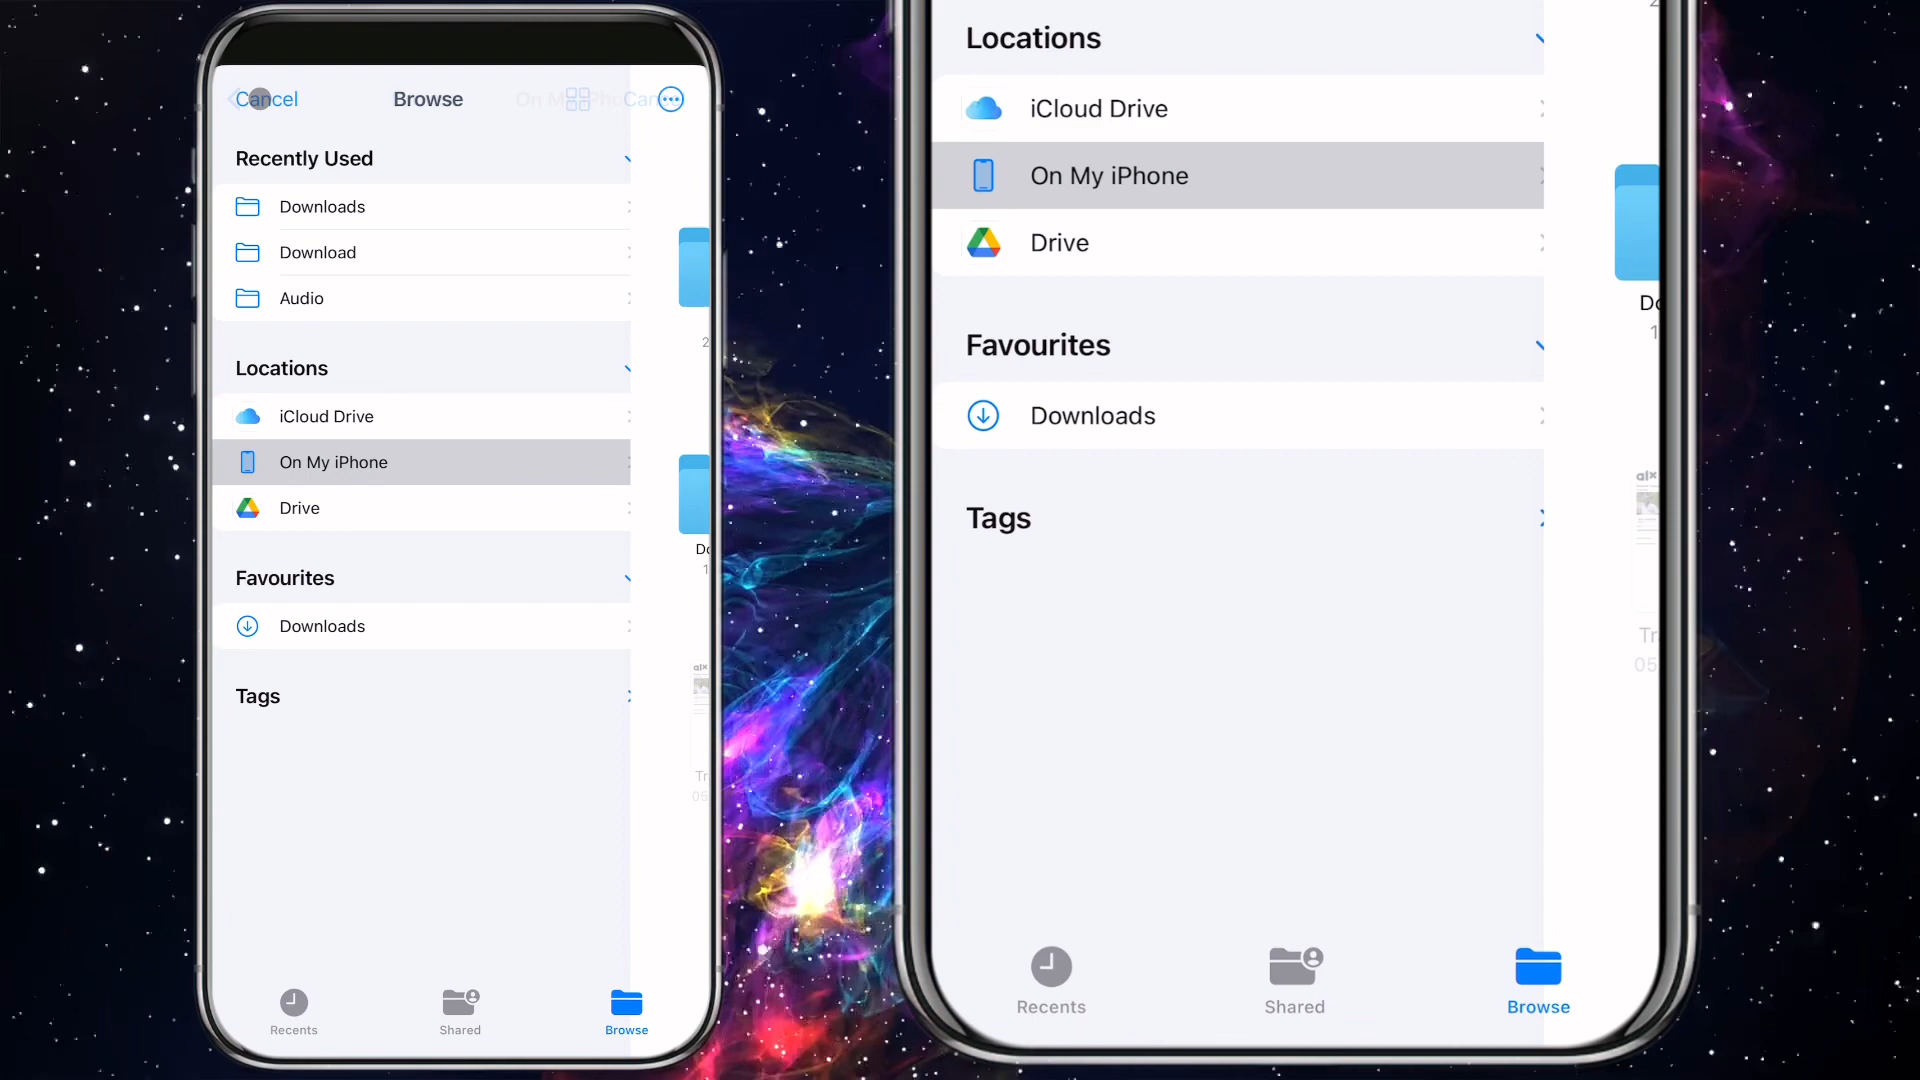 Cancel
Browse
Recently Used
Downloads
Download
Audio
Locations
iCloud Drive
On My iPhone
Drive
Favourites
Downloads
Tags
Recents
Shared
Browse
Locations
iCloud Drive
On My iPhone
Drive
Favourites
Downloads
Tags
Recents
Shared
Browse